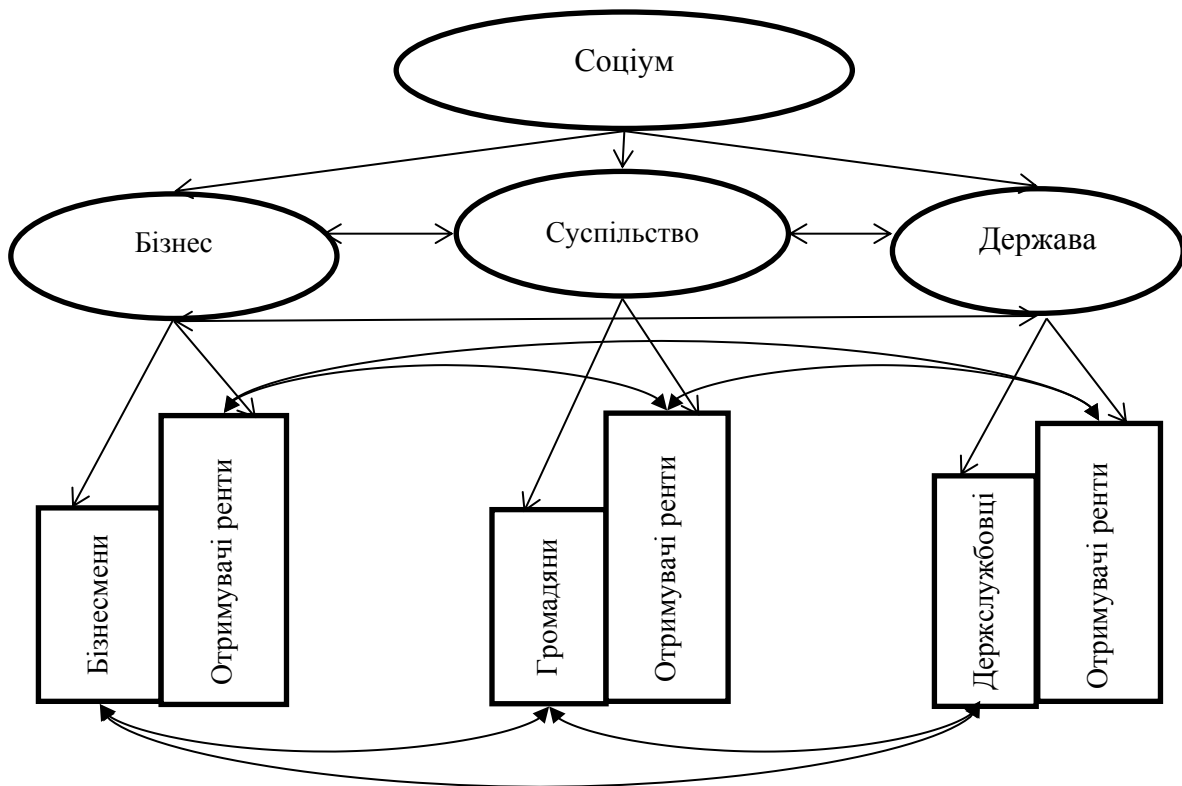 Соціум
Бізнес
Суспільство
Держава
Бізнесмени
Отримувачі ренти
Громадяни
Отримувачі ренти
Держслужбовці
Отримувачі ренти